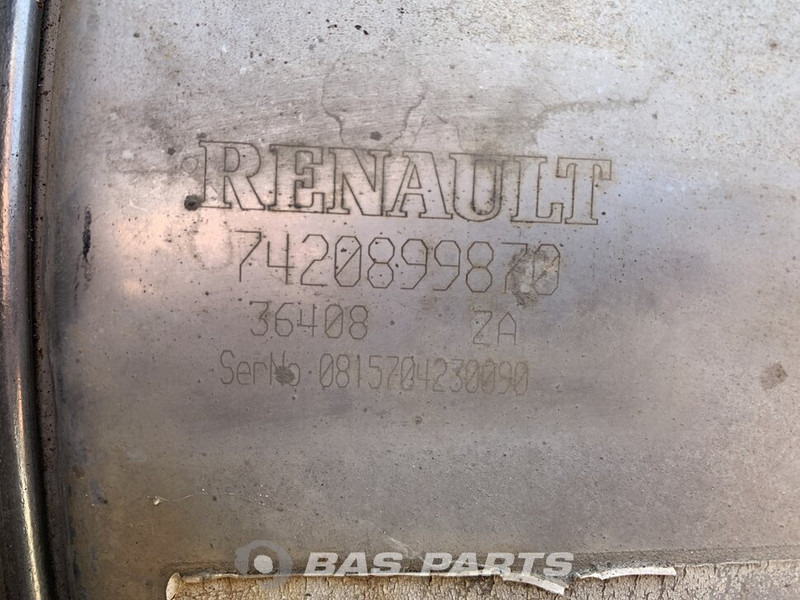 RENAULT
7420899870
36408 ZA
SerNo. 0815704230090
BAS PARTS